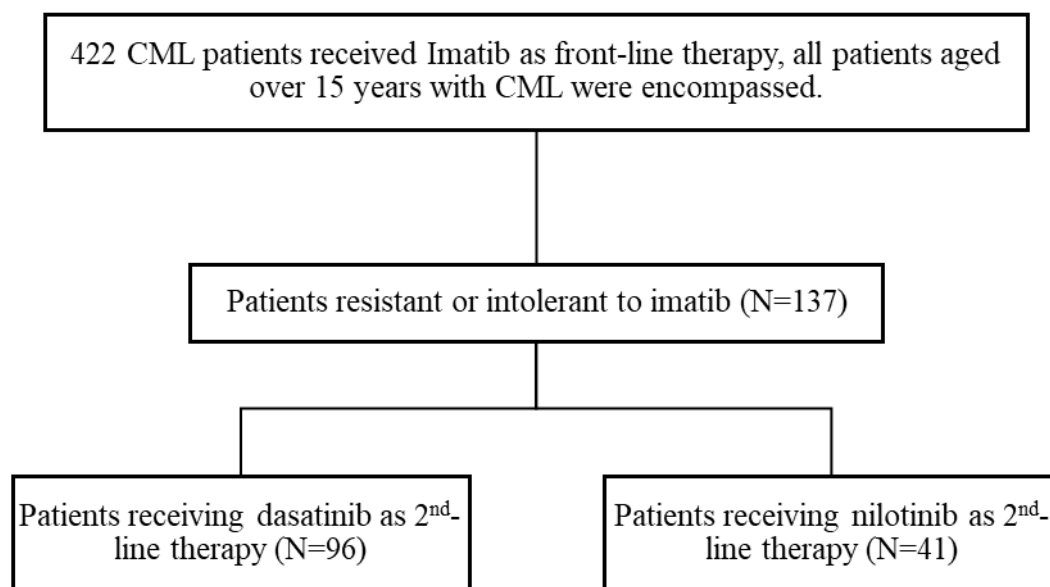 422 CML patients received Imatib as front-line therapy, all patients aged
over 15 years with CML were encompassed.
Patients resistant or intolerant to imatib (N=137)
Patients receiving dasatinib as 2nd-
line therapy (N=96)
Patients receiving nilotinib as 2nd-
line therapy (N=41)